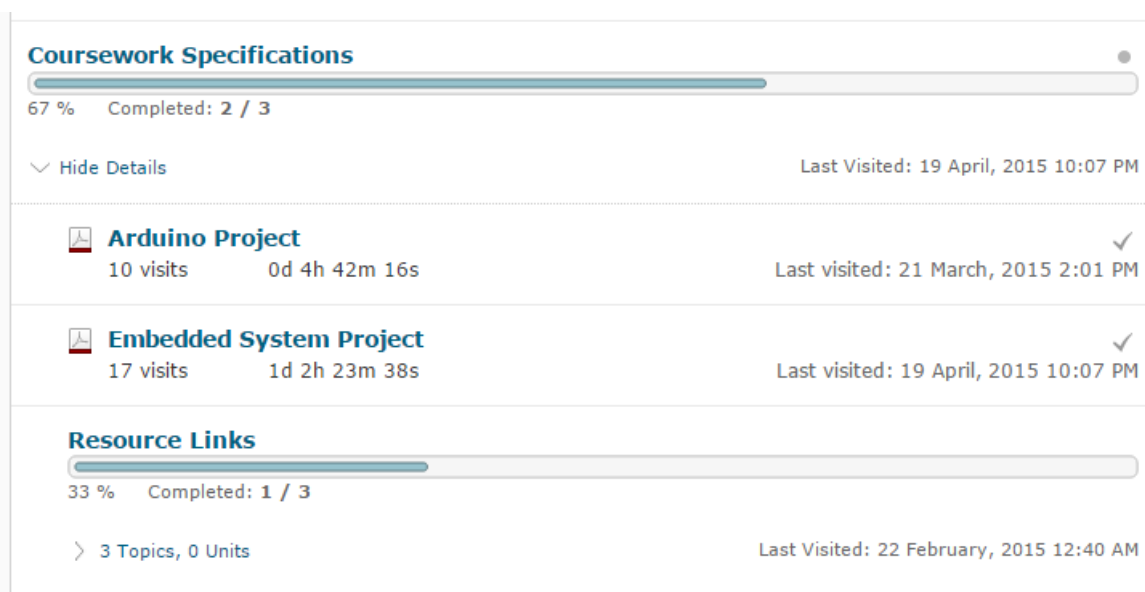 Coursework Specifications
67 % Completed: 2 / 3
Hide Details Last Visited: 19 April, 2015 10:07 PM
Arduino Project
10 visits 0d 4h 42m 16s Last visited: 21 March, 2015 2:01 PM
Embedded System Project
17 visits 1d 2h 23m 38s Last visited: 19 April, 2015 10:07 PM
Resource Links
33 % Completed: 1 / 3
3 Topics, 0 Units Last Visited: 22 February, 2015 12:40 AM